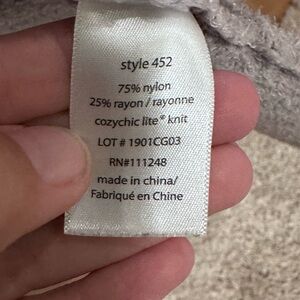 style 452
75% nylon
25% rayon / rayonne
cozychic lite® knit
LOT # 1901CG03
RN#111248
made in china/
Fabriqué en Chine